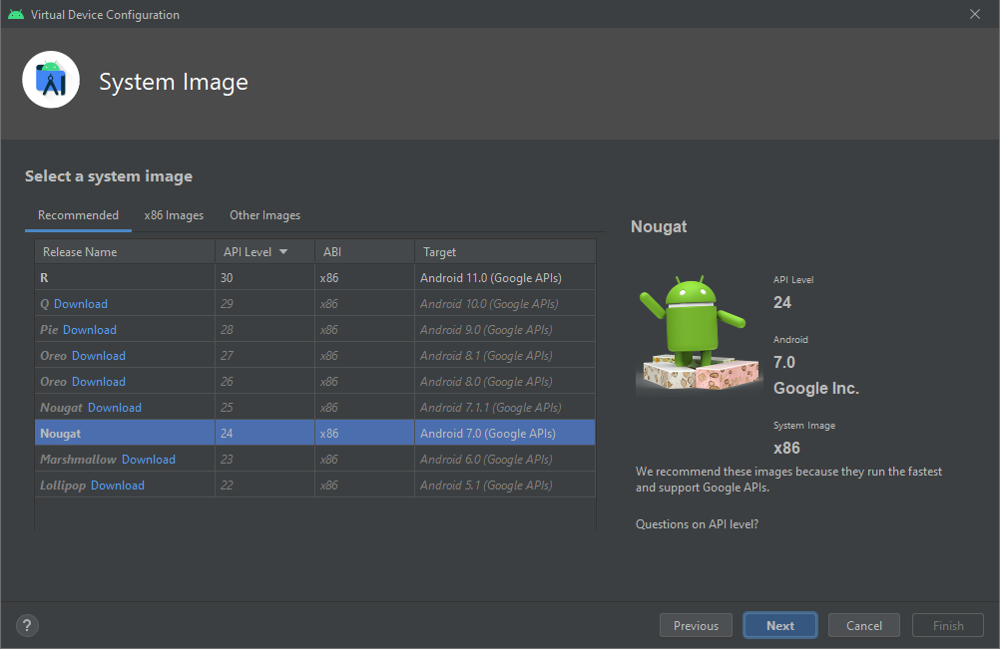 Virtual Device Configuration
System Image
Select a system image
Recommended x86 Images Other Images
Release Name API Level ABI Target
R 30 x86 Android 11.0 (Google APIs)
Q Download 29 x86 Android 10.0 (Google APIs)
Pie Download 28 x86 Android 9.0 (Google APIs)
Oreo Download 27 x86 Android 8.1 (Google APIs)
Oreo Download 26 x86 Android 8.0 (Google APIs)
Nougat Download 25 x86 Android 7.1.1 (Google APIs)
Nougat 24 x86 Android 7.0 (Google APIs)
Marshmallow Download 23 x86 Android 6.0 (Google APIs)
Lollipop Download 22 x86 Android 5.1 (Google APIs)
Nougat
API Level
24
Android
7.0
Google Inc.
System Image
x86
We recommend these images because they run the fastest
and support Google APIs.
Questions on API level?
? Previous Next Cancel Finish